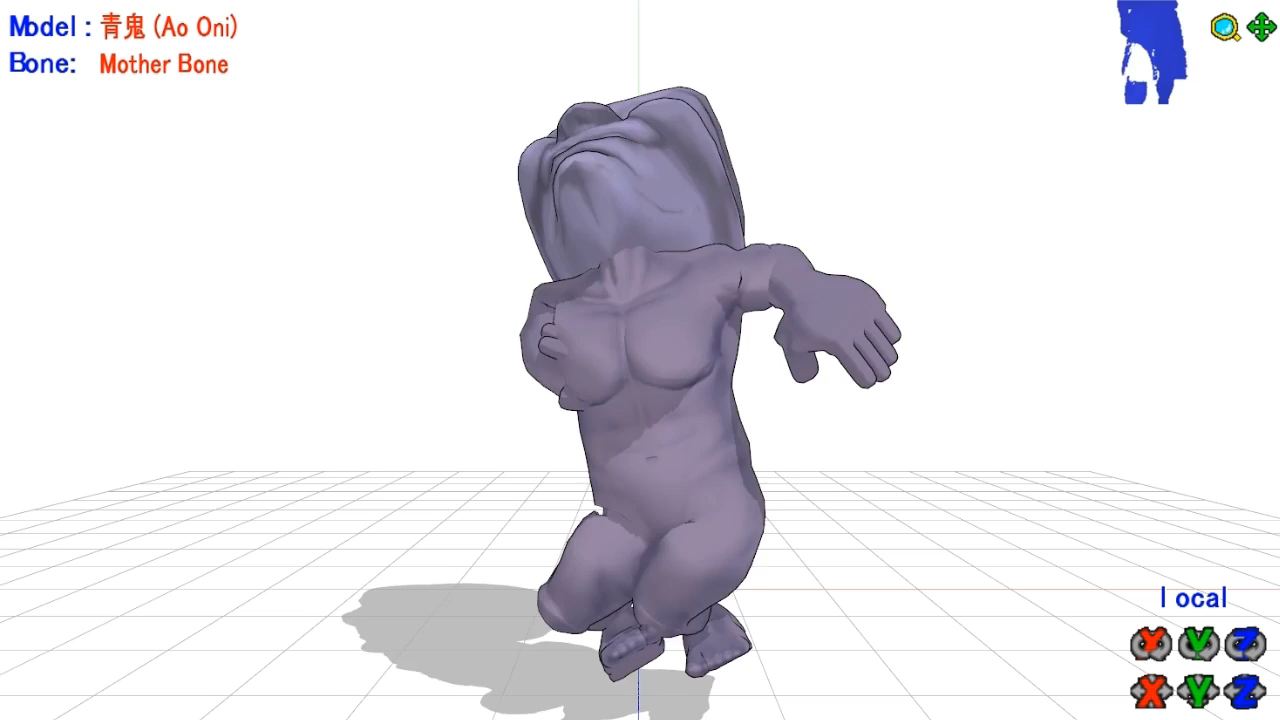 Model : 青鬼 (Ao Oni)
Bone: Mother Bone
local
X Y Z
X Y Z